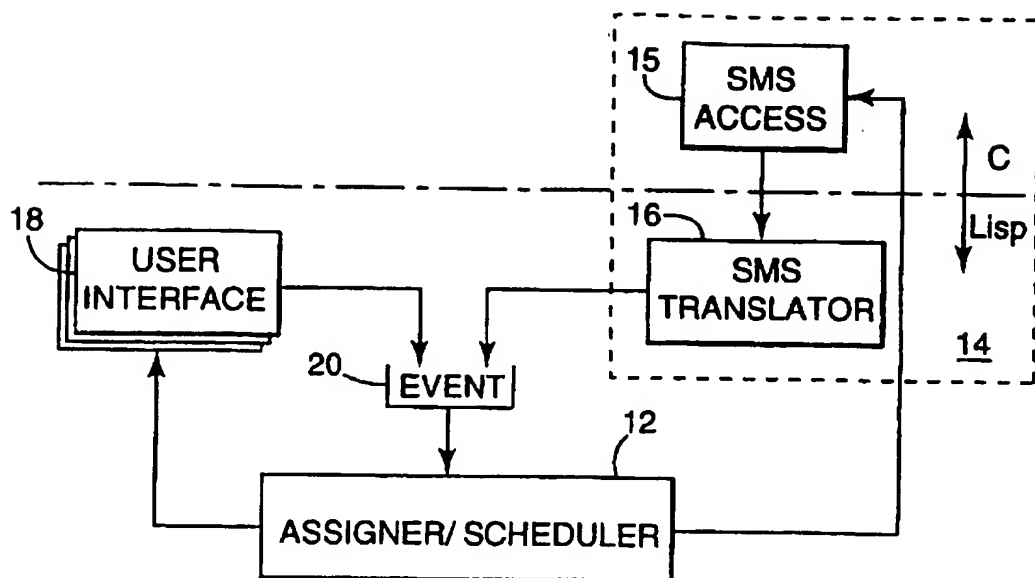 15
SMS
ACCESS
C
Lisp
18
USER
INTERFACE
16
SMS
TRANSLATOR
14
20
EVENT
12
ASSIGNER/ SCHEDULER